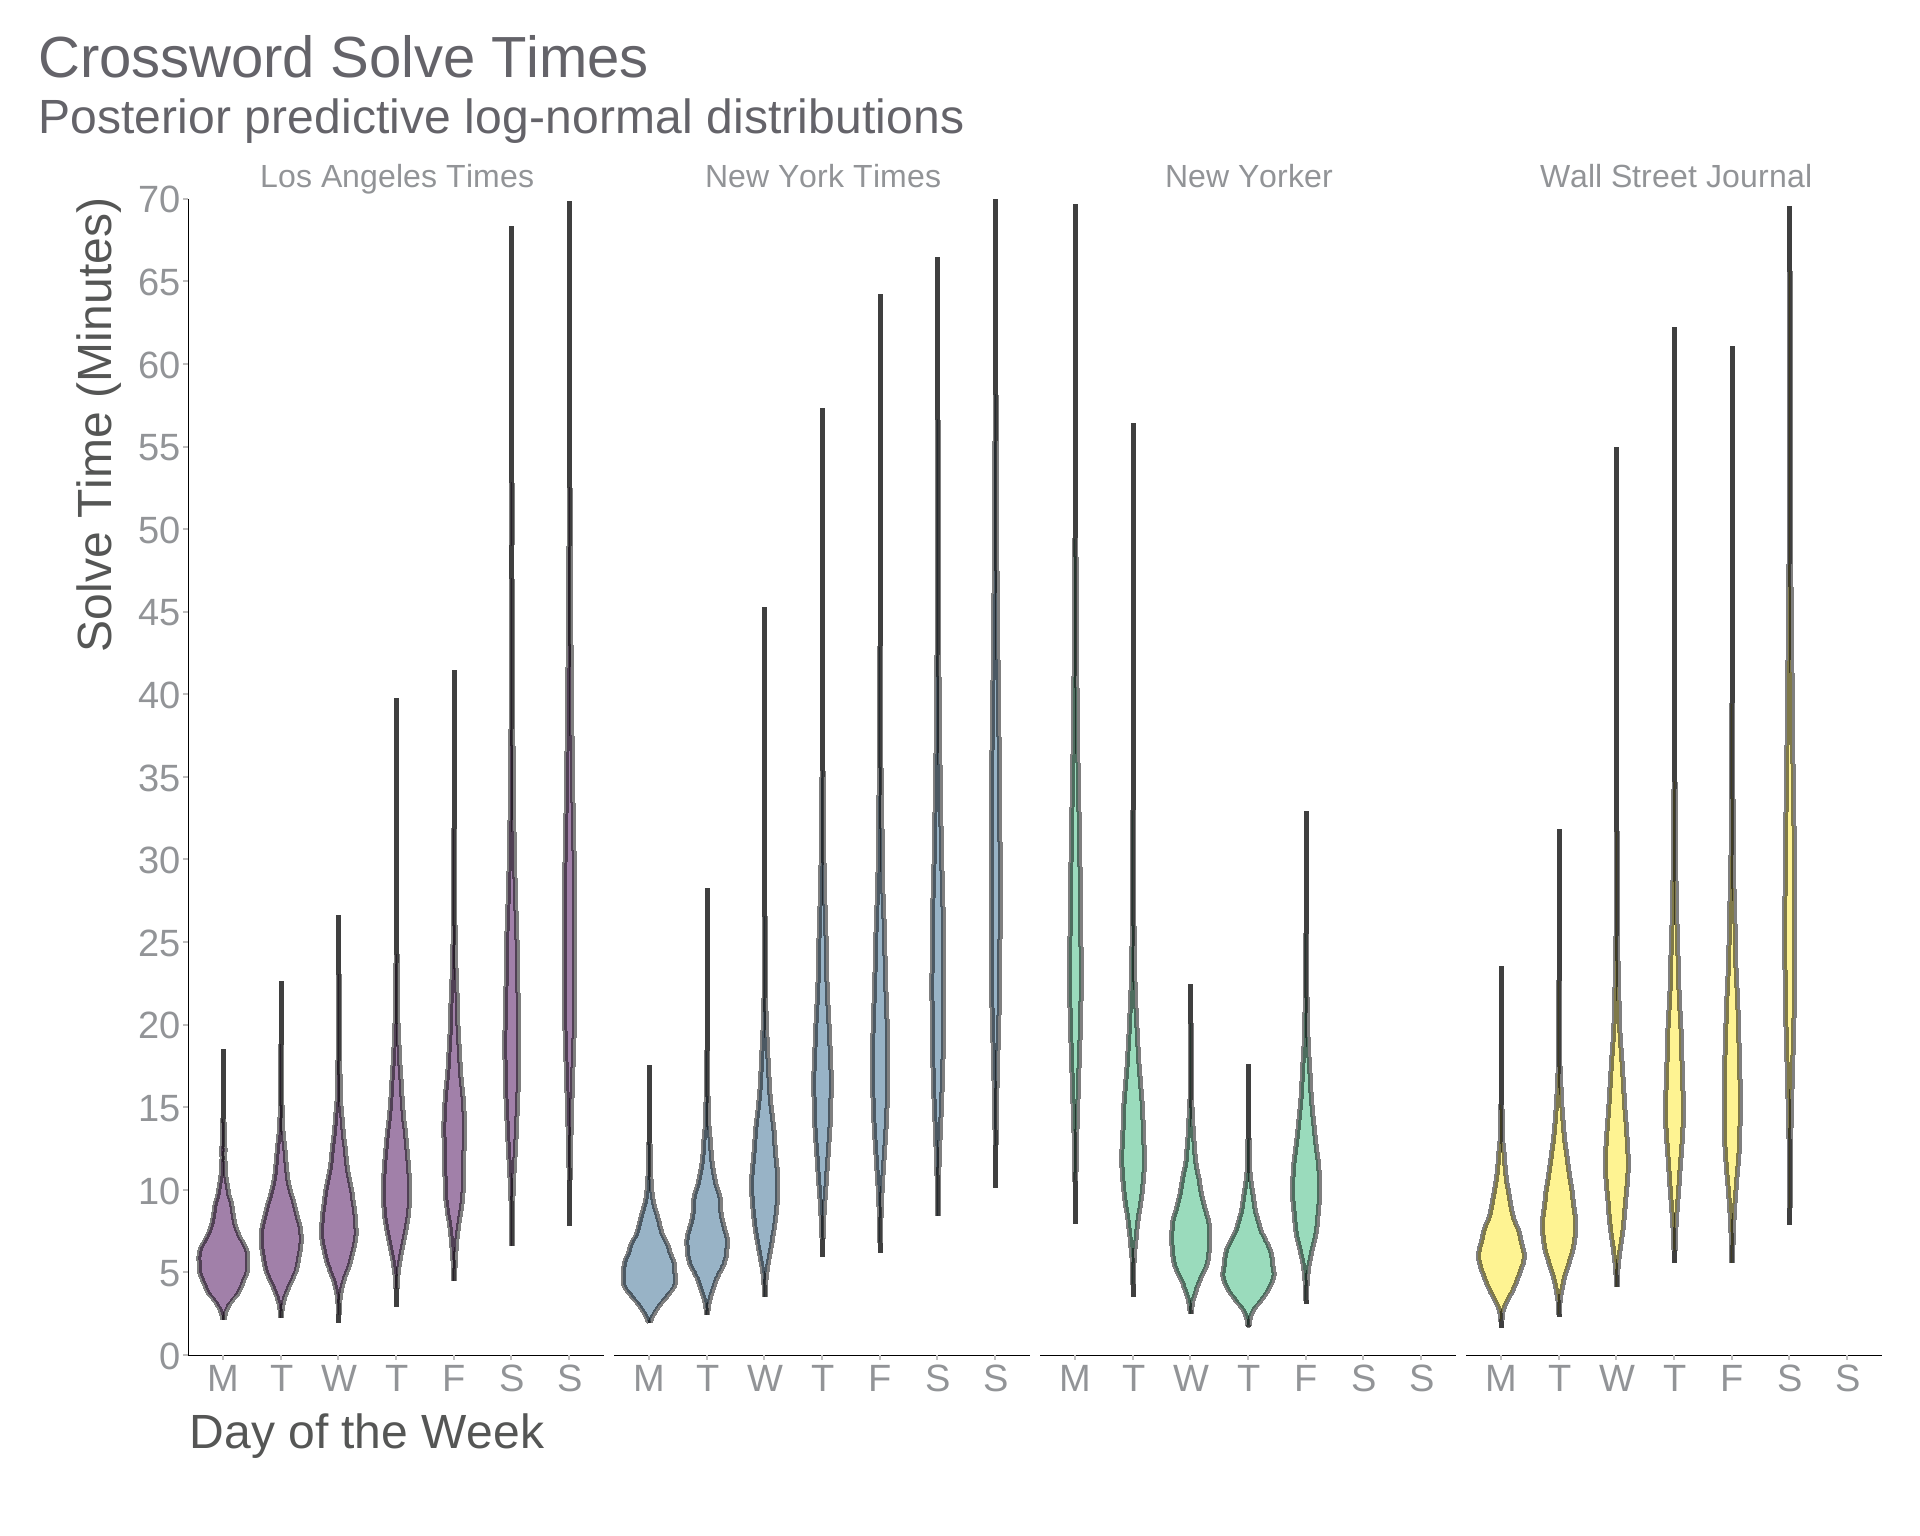 Crossword Solve Times
Posterior predictive log-normal distributions
Los Angeles Times New York Times New Yorker Wall Street Journal
Solve Time (Minutes)
70
65
60
55
50
45
40
35
30
25
20
15
10
5
0
M T W T F S S M T W T F S S M T W T F S S M T W T F S S
Day of the Week